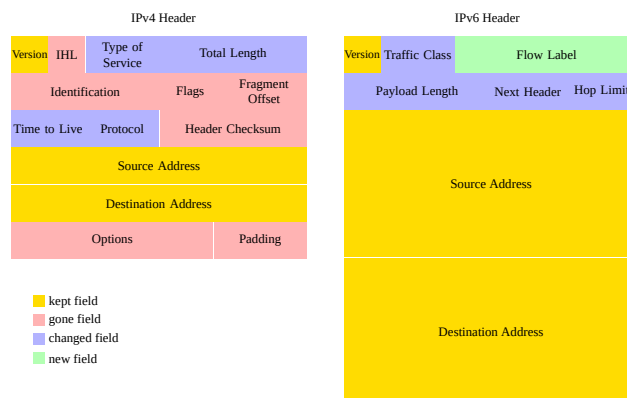 IPv4 Header
IPv6 Header
Version IHL Type of Service Total Length
Identification Flags Fragment Offset
Time to Live Protocol Header Checksum
Source Address
Destination Address
Options Padding
Version Traffic Class Flow Label
Payload Length Next Header Hop Limit
Source Address
Destination Address
kept field
gone field
changed field
new field